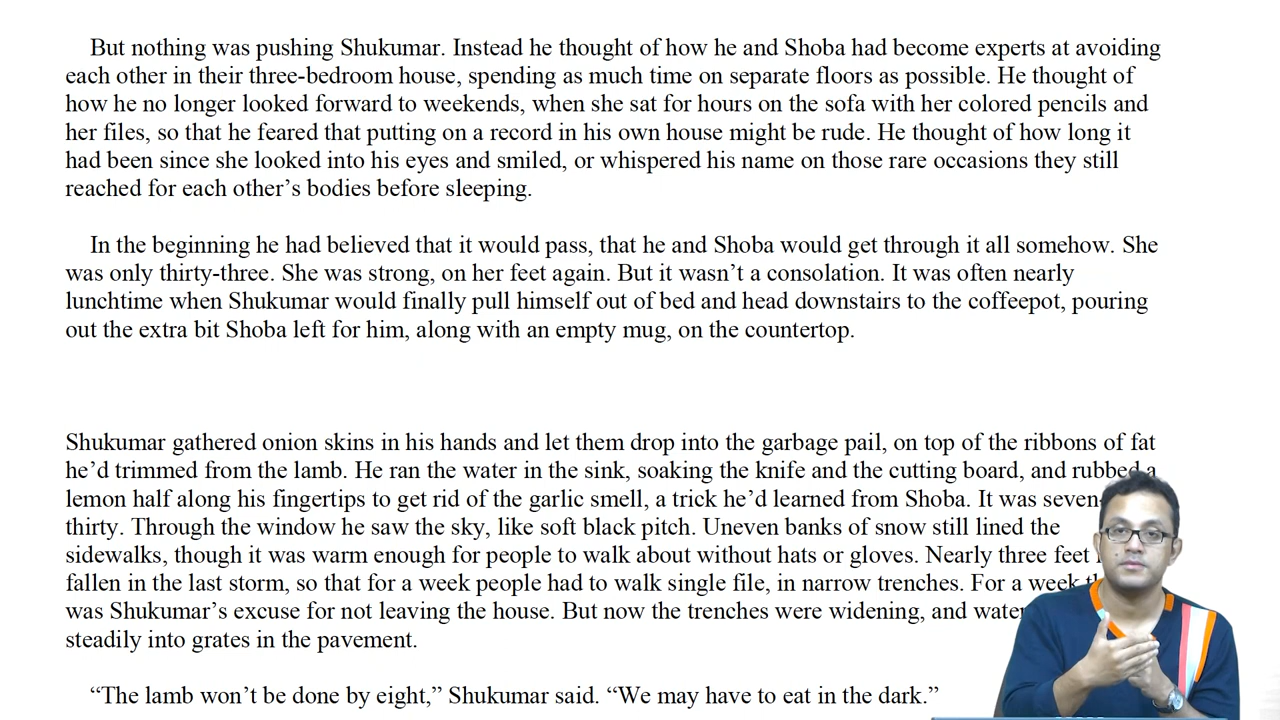 But nothing was pushing Shukumar. Instead he thought of how he and Shoba had become experts at avoiding
each other in their three-bedroom house, spending as much time on separate floors as possible. He thought of
how he no longer looked forward to weekends, when she sat for hours on the sofa with her colored pencils and
her files, so that he feared that putting on a record in his own house might be rude. He thought of how long it
had been since she looked into his eyes and smiled, or whispered his name on those rare occasions they still
reached for each other’s bodies before sleeping.
In the beginning he had believed that it would pass, that he and Shoba would get through it all somehow. She
was only thirty-three. She was strong, on her feet again. But it wasn’t a consolation. It was often nearly
lunchtime when Shukumar would finally pull himself out of bed and head downstairs to the coffeepot, pouring
out the extra bit Shoba left for him, along with an empty mug, on the countertop.
Shukumar gathered onion skins in his hands and let them drop into the garbage pail, on top of the ribbons of fat
he’d trimmed from the lamb. He ran the water in the sink, soaking the knife and the cutting board, and rubbed a
lemon half along his fingertips to get rid of the garlic smell, a trick he’d learned from Shoba. It was seven-
thirty. Through the window he saw the sky, like soft black pitch. Uneven banks of snow still lined the
sidewalks, though it was warm enough for people to walk about without hats or gloves. Nearly three feet
fallen in the last storm, so that for a week people had to walk single file, in narrow trenches. For a week
was Shukumar’s excuse for not leaving the house. But now the trenches were widening, and
steadily into grates in the pavement.
“The lamb won’t be done by eight,” Shukumar said. “We may have to eat in the dark.”